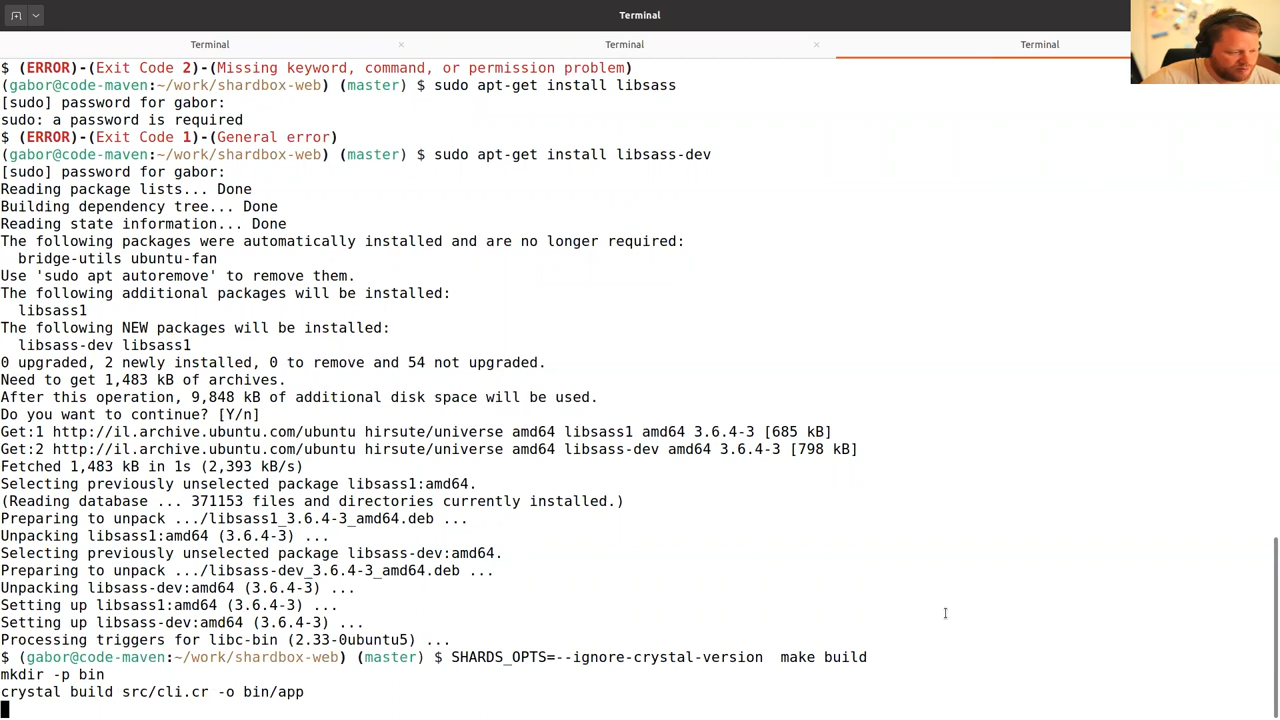 Terminal
Terminal
Terminal
Terminal
$ (ERROR)-(Exit Code 2)-(Missing keyword, command, or permission problem)
(gabor@code-maven:~/work/shardbox-web) (master) $ sudo apt-get install libsass
[sudo] password for gabor:
sudo: a password is required
$ (ERROR)-(Exit Code 1)-(General error)
(gabor@code-maven:~/work/shardbox-web) (master) $ sudo apt-get install libsass-dev
[sudo] password for gabor:
Reading package lists... Done
Building dependency tree... Done
Reading state information... Done
The following packages were automatically installed and are no longer required:
  bridge-utils ubuntu-fan
Use 'sudo apt autoremove' to remove them.
The following additional packages will be installed:
  libsass1
The following NEW packages will be installed:
  libsass-dev libsass1
0 upgraded, 2 newly installed, 0 to remove and 54 not upgraded.
Need to get 1,483 kB of archives.
After this operation, 9,848 kB of additional disk space will be used.
Do you want to continue? [Y/n]
Get:1 http://il.archive.ubuntu.com/ubuntu hirsute/universe amd64 libsass1 amd64 3.6.4-3 [685 kB]
Get:2 http://il.archive.ubuntu.com/ubuntu hirsute/universe amd64 libsass-dev amd64 3.6.4-3 [798 kB]
Fetched 1,483 kB in 1s (2,393 kB/s)
Selecting previously unselected package libsass1:amd64.
(Reading database ... 371153 files and directories currently installed.)
Preparing to unpack .../libsass1_3.6.4-3_amd64.deb ...
Unpacking libsass1:amd64 (3.6.4-3) ...
Selecting previously unselected package libsass-dev:amd64.
Preparing to unpack .../libsass-dev_3.6.4-3_amd64.deb ...
Unpacking libsass-dev:amd64 (3.6.4-3) ...
Setting up libsass1:amd64 (3.6.4-3) ...
Setting up libsass-dev:amd64 (3.6.4-3) ...
Processing triggers for libc-bin (2.33-0ubuntu5) ...
$ (gabor@code-maven:~/work/shardbox-web) (master) $ SHARDS_OPTS=--ignore-crystal-version  make build
mkdir -p bin
crystal build src/cli.cr -o bin/app